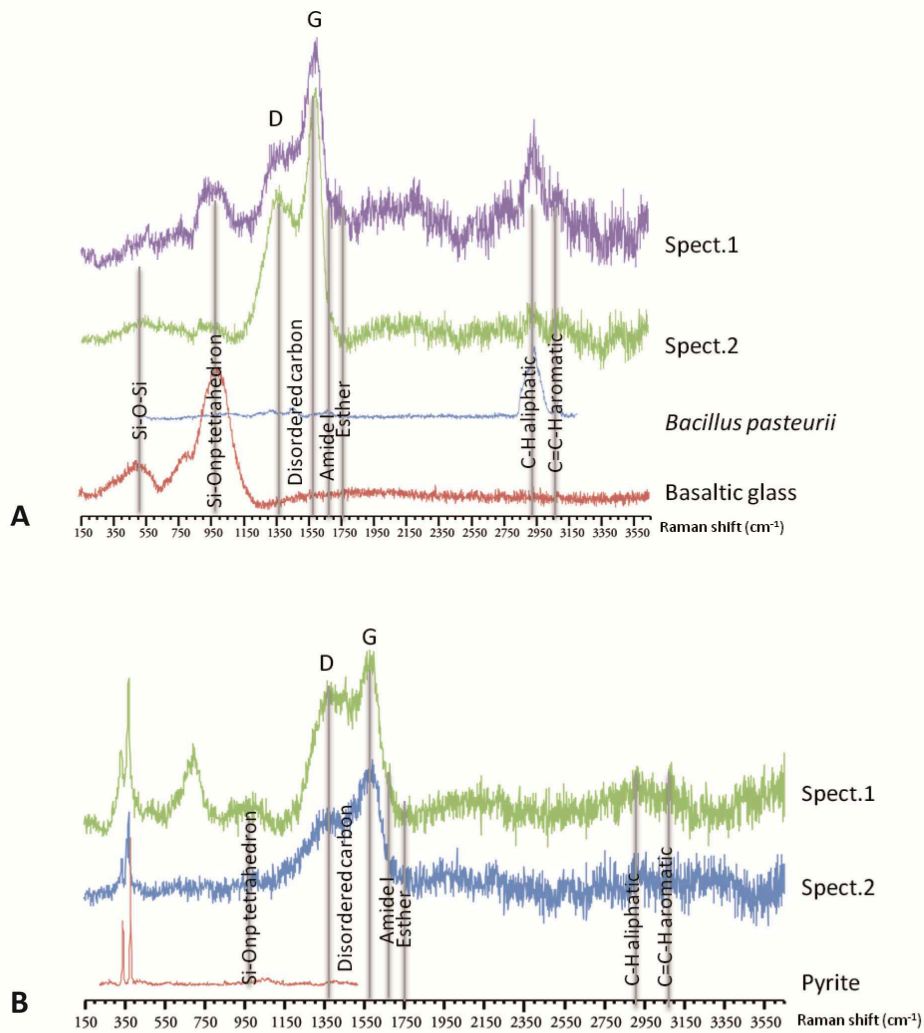 G
D
Spect.1
Spect.2
Si-O-Si
Si-Onp tetrahedron
Disordered carbon
Amide I
Esther
C-H aliphatic
C=C-H aromatic
Bacillus pasteurii
Basaltic glass
A
150 350 550 750 950 1150 1350 1550 1750 1950 2150 2350 2550 2750 2950 3150 3350 3550 Raman shift (cm⁻¹)
G
D
Spect.1
Spect.2
Si-Onp tetrahedron
Disordered carbon
Amide I
Esther
C-H aliphatic
C=C-H aromatic
Pyrite
B
150 350 550 750 950 1150 1350 1550 1750 1950 2150 2350 2550 2750 2950 3150 3350 3550 Raman shift (cm⁻¹)